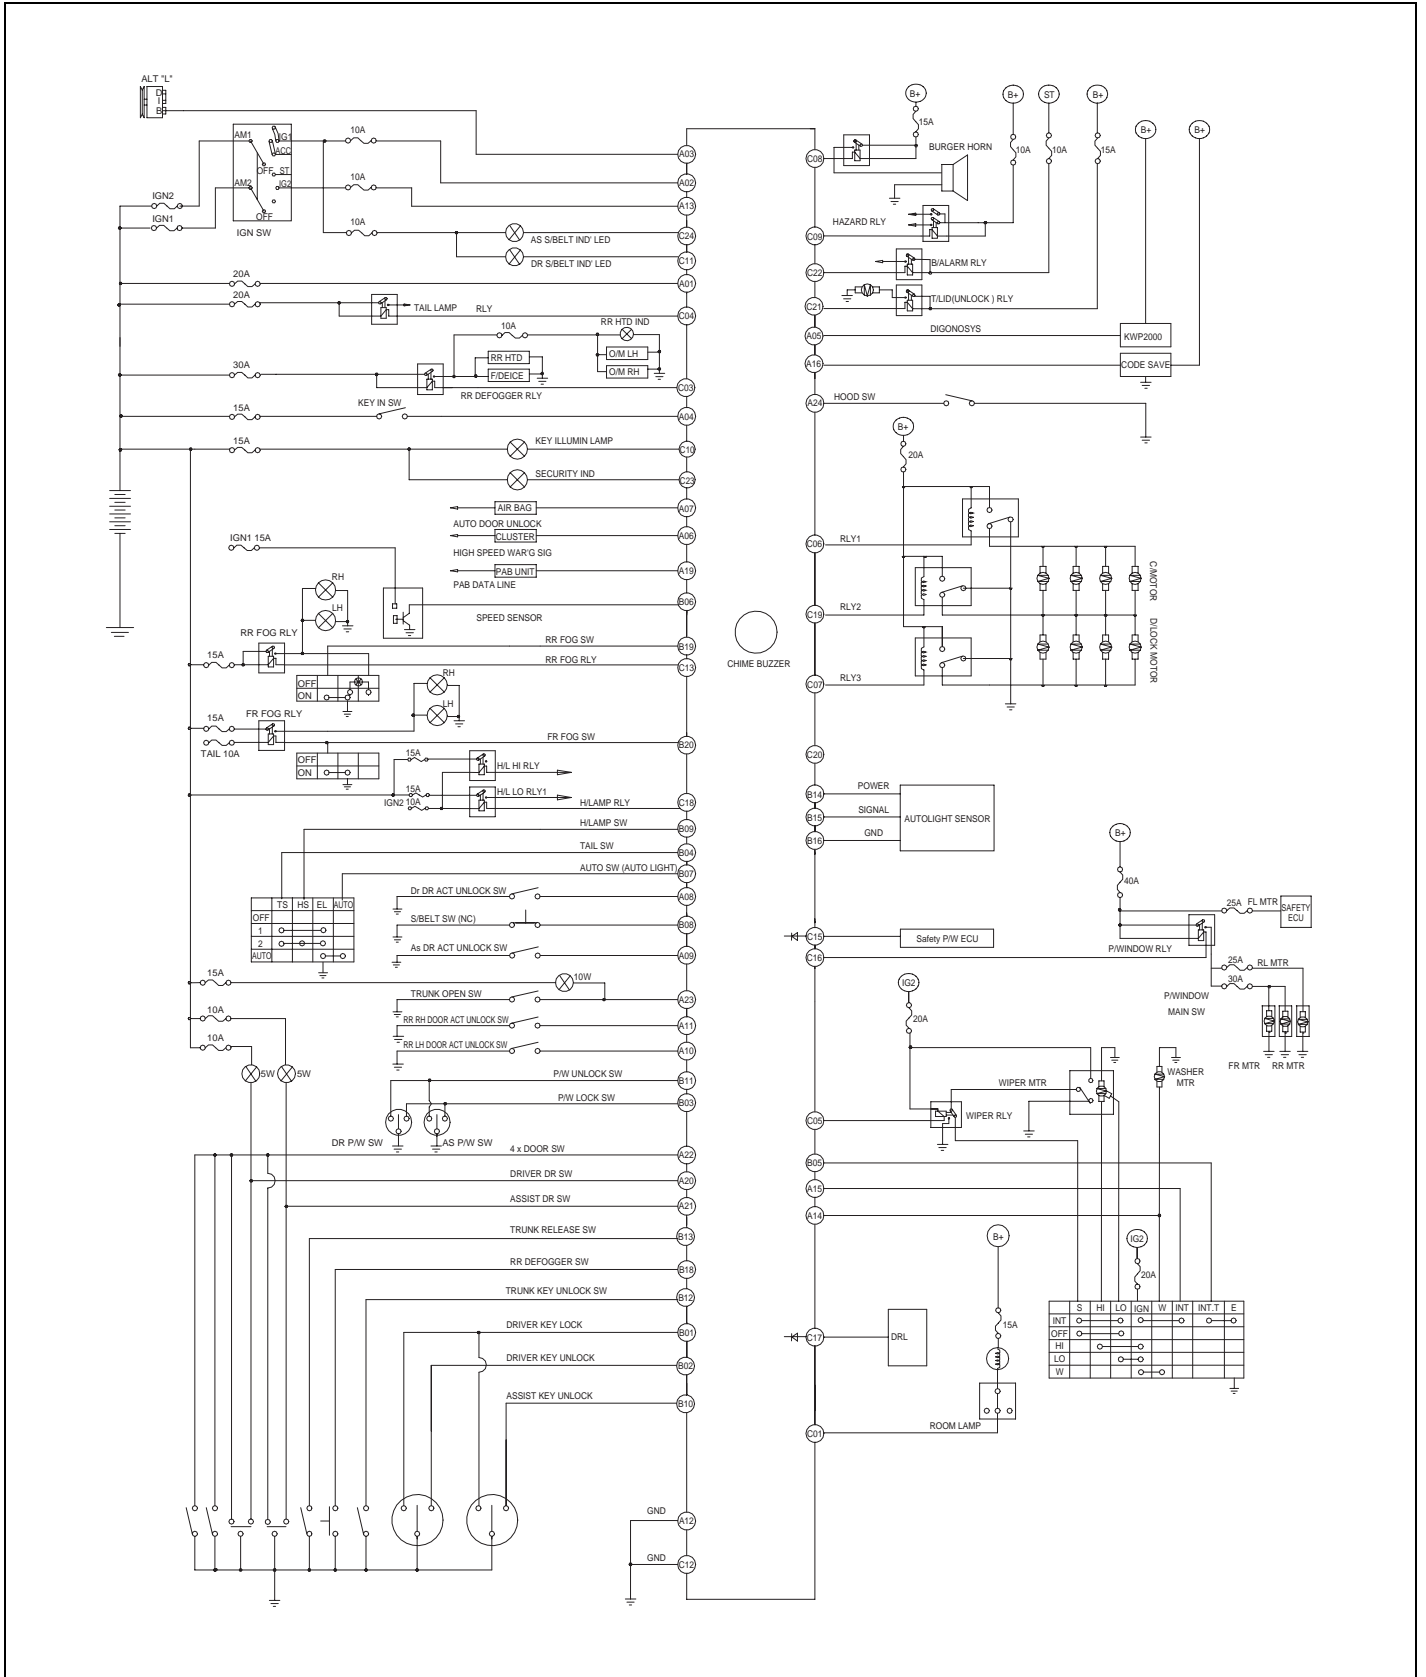 ALT "L"
D
I
B
AM1
IG1
ACC
OFF
ST
AM2
IG2
OFF
IGN SW
IGN2
IGN1
10A
10A
10A
A03
A02
A13
C24
AS S/BELT IND' LED
DR S/BELT IND' LED
C11
20A
A01
20A
TAIL LAMP RLY
C04
10A
RR HTD IND
RR HTD
O/M LH
F/DEICE
O/M RH
30A
C03
RR DEFOGGER RLY
15A
KEY IN SW
A04
15A
KEY ILLUMIN LAMP
C10
SECURITY IND
C23
AIR BAG
A07
AUTO DOOR UNLOCK
CLUSTER
A06
IGN1 15A
HIGH SPEED WAR'G SIG
PAB UNIT
A19
PAB DATA LINE
RH
LH
B06
SPEED SENSOR
RR FOG RLY
RR FOG SW
B19
15A
RR FOG RLY
C13
OFF
ON
RH
LH
FR FOG RLY
15A
TAIL 10A
FR FOG SW
B20
OFF
ON
15A
H/L HI RLY
15A
H/L LO RLY1
IGN2 10A
H/LAMP RLY
C18
H/LAMP SW
B09
TAIL SW
B04
AUTO SW (AUTO LIGHT)
B07
TS HS EL AUTO
OFF
1
2
AUTO
Dr DR ACT UNLOCK SW
A08
S/BELT SW (NC)
B08
As DR ACT UNLOCK SW
A09
15A
10W
TRUNK OPEN SW
A23
10A
RR RH DOOR ACT UNLOCK SW
A11
10A
RR LH DOOR ACT UNLOCK SW
A10
5W
5W
P/W UNLOCK SW
B11
P/W LOCK SW
B03
DR P/W SW
AS P/W SW
4 x DOOR SW
A22
DRIVER DR SW
A20
ASSIST DR SW
A21
TRUNK RELEASE SW
B13
RR DEFOGGER SW
B18
TRUNK KEY UNLOCK SW
B12
DRIVER KEY LOCK
B01
DRIVER KEY UNLOCK
B02
ASSIST KEY UNLOCK
B10
GND
A12
GND
C12
CHIME BUZZER
B+
15A
C08
BURGER HORN
B+
10A
ST
10A
B+
15A
B+
B+
HAZARD RLY
C09
B/ALARM RLY
C22
T/LID(UNLOCK ) RLY
C21
A05
DIGONOSYS
KWP2000
A16
CODE SAVE
A24
HOOD SW
B+
20A
C06
RLY1
C19
RLY2
C07
RLY3
C/MOTOR
D/LOCK MOTOR
C20
B14
POWER
B15
SIGNAL
AUTOLIGHT SENSOR
B16
GND
B+
40A
25A FL MTR
SAFETY
ECU
C15
Safety P/W ECU
C16
P/WINDOW RLY
25A
RL MTR
30A
P/WINDOW
MAIN SW
FR MTR
RR MTR
IG2
20A
WIPER MTR
WASHER
MTR
C05
WIPER RLY
B05
A15
A14
B+
IG2
20A
15A
C17
DRL
S HI LO IGN W INT INT.T E
INT
OFF
HI
LO
W
ROOM LAMP
C01